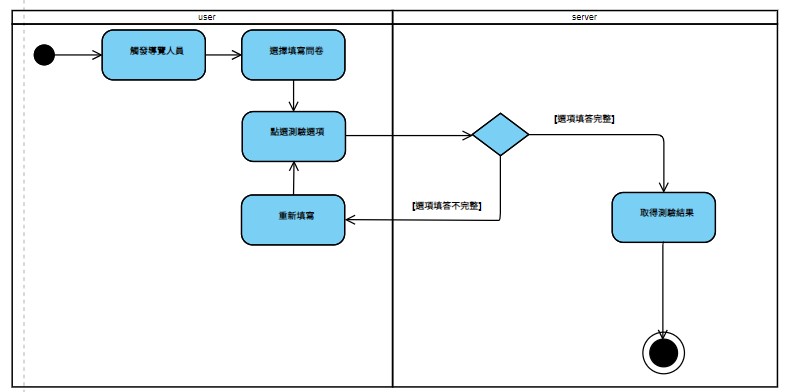 user
server
觸發導覽人員
選擇填寫問卷
點選測驗選項
【選項填答完整】
【選項填答不完整】
重新填寫
取得測驗結果